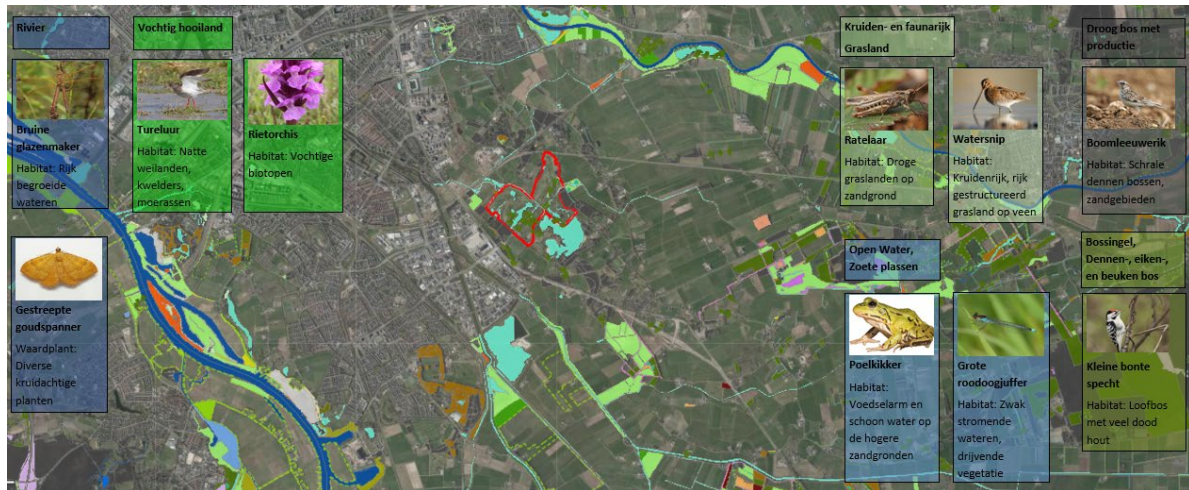 Rivier
Bruine
glazenmaker
Habitat: Rijk
begroeide
wateren
Gestreepte
goudspanner
Waardplant:
Diverse
kruidachtige
planten
Vochtig hooiland
Tureluur
Habitat: Natte
weilanden,
kwelders,
moerassen
Rietorchis
Habitat: Vochtige
biotopen
Kruiden- en faunarijk
Grasland
Ratelaar
Habitat: Droge
graslanden op
zandgrond
Watersnip
Habitat:
Kruidenrijk, rijk
gestructureerd
grasland op veen
Droog bos met
productie
Boomleeuwerik
Habitat: Schrale
dennen bossen,
zandgebieden
Open Water,
Zoete plassen
Poelkikker
Habitat:
Voedselarm en
schoon water op
de hogere
zandgronden
Grote
roodoogjuffer
Habitat: Zwak
stromende
wateren,
drijvende
vegetatie
Bossingel,
Dennen-, eiken-,
en beuken bos
Kleine bonte
specht
Habitat: Loofbos
met veel dood
hout